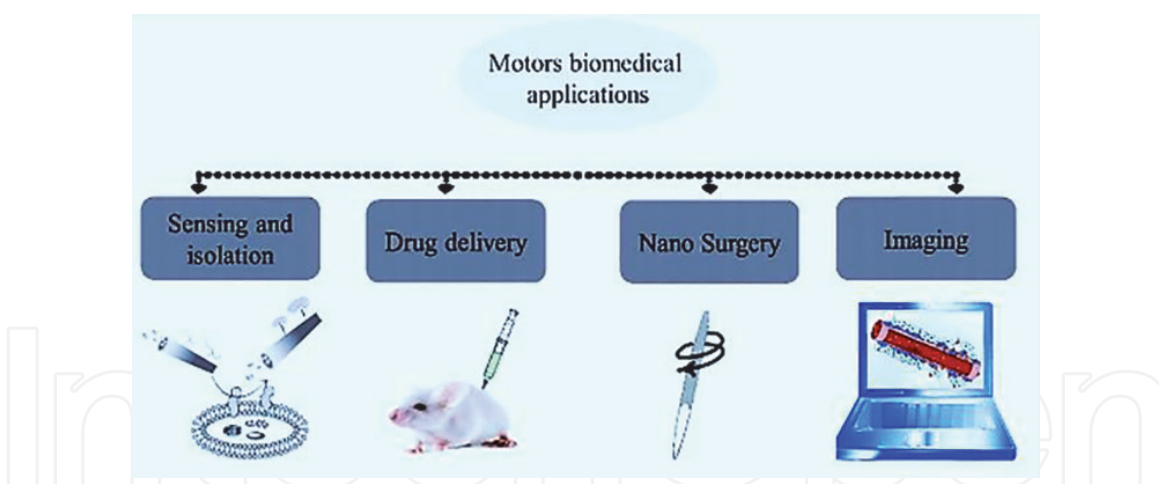 Motors biomedical
applications
Sensing and
isolation
Drug delivery
Nano Surgery
Imaging